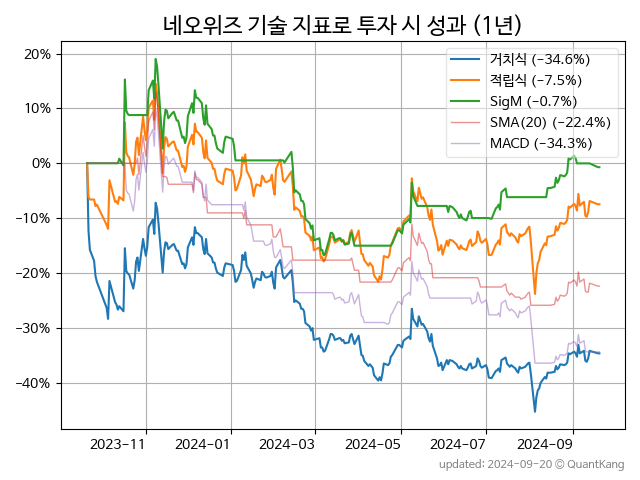 네오위즈 기술 지표로 투자 시 성과 (1년)
거치식 (−34.6%)
적립식 (−7.5%)
SigM (−0.7%)
SMA(20) (−22.4%)
MACD (−34.3%)
20%
10%
0%
−10%
−20%
−30%
−40%
2023-11 2024-01 2024-03 2024-05 2024-07 2024-09
updated: 2024-09-20 @ QuantKang